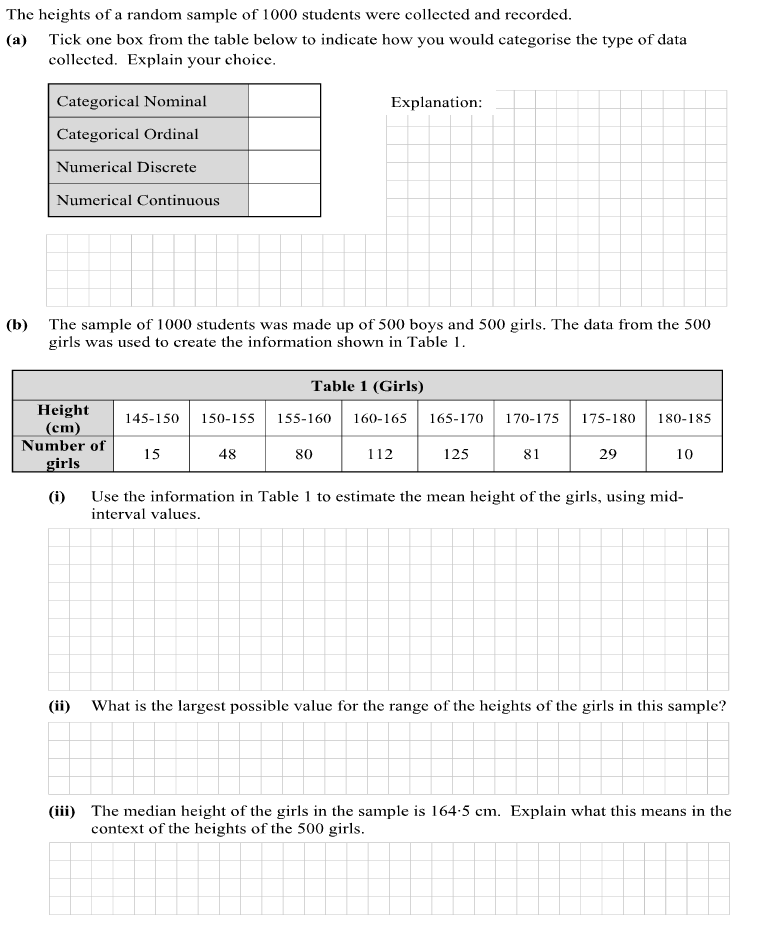 The heights of a random sample of 1000 students were collected and recorded.
(a) Tick one box from the table below to indicate how you would categorise the type of data
collected. Explain your choice.
Categorical Nominal
Categorical Ordinal
Numerical Discrete
Numerical Continuous
Explanation:
(b) The sample of 1000 students was made up of 500 boys and 500 girls. The data from the 500
girls was used to create the information shown in Table 1.
Table 1 (Girls)
Height
(cm) 145-150 150-155 155-160 160-165 165-170 170-175 175-180 180-185
Number of
girls 15 48 80 112 125 81 29 10
(i) Use the information in Table 1 to estimate the mean height of the girls, using mid-
interval values.
(ii) What is the largest possible value for the range of the heights of the girls in this sample?
(iii) The median height of the girls in the sample is 164·5 cm. Explain what this means in the
context of the heights of the 500 girls.